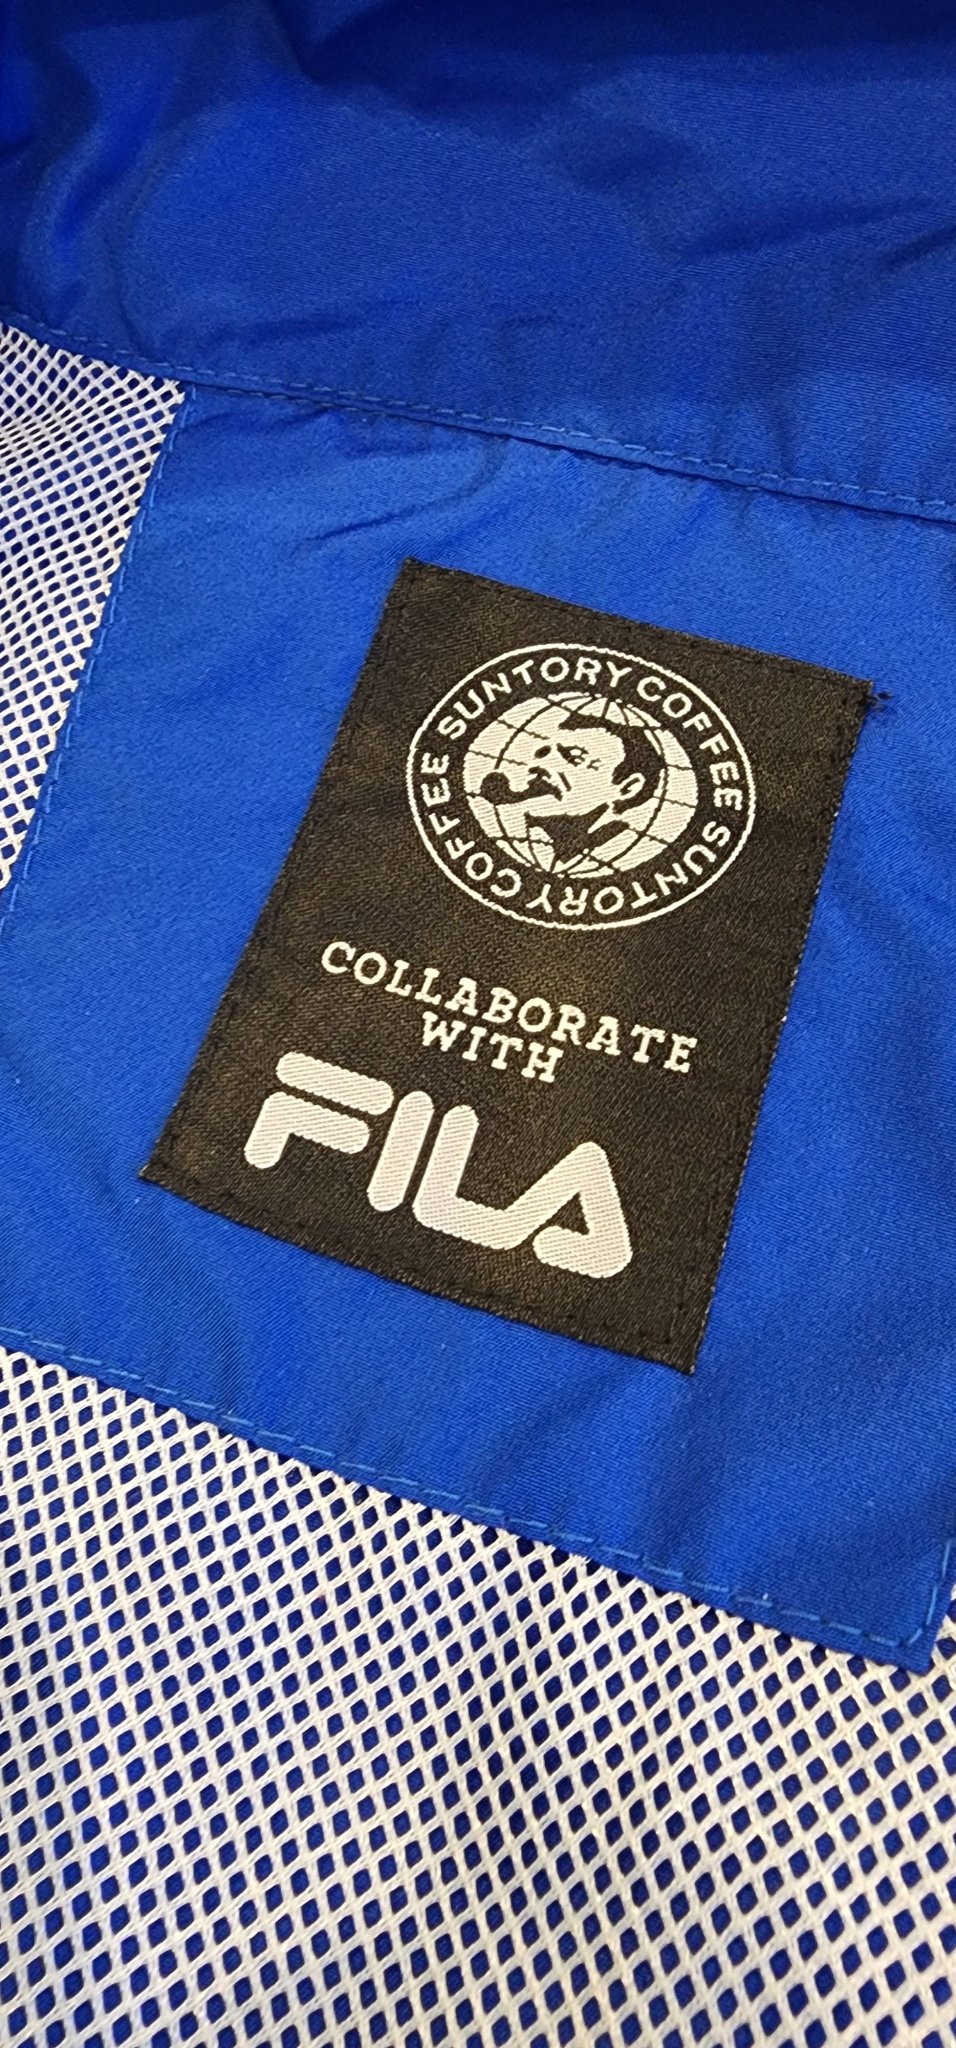 SUNTORY COFFEE SUNTORY COFFEE
COLLABORATE
WITH
FILA